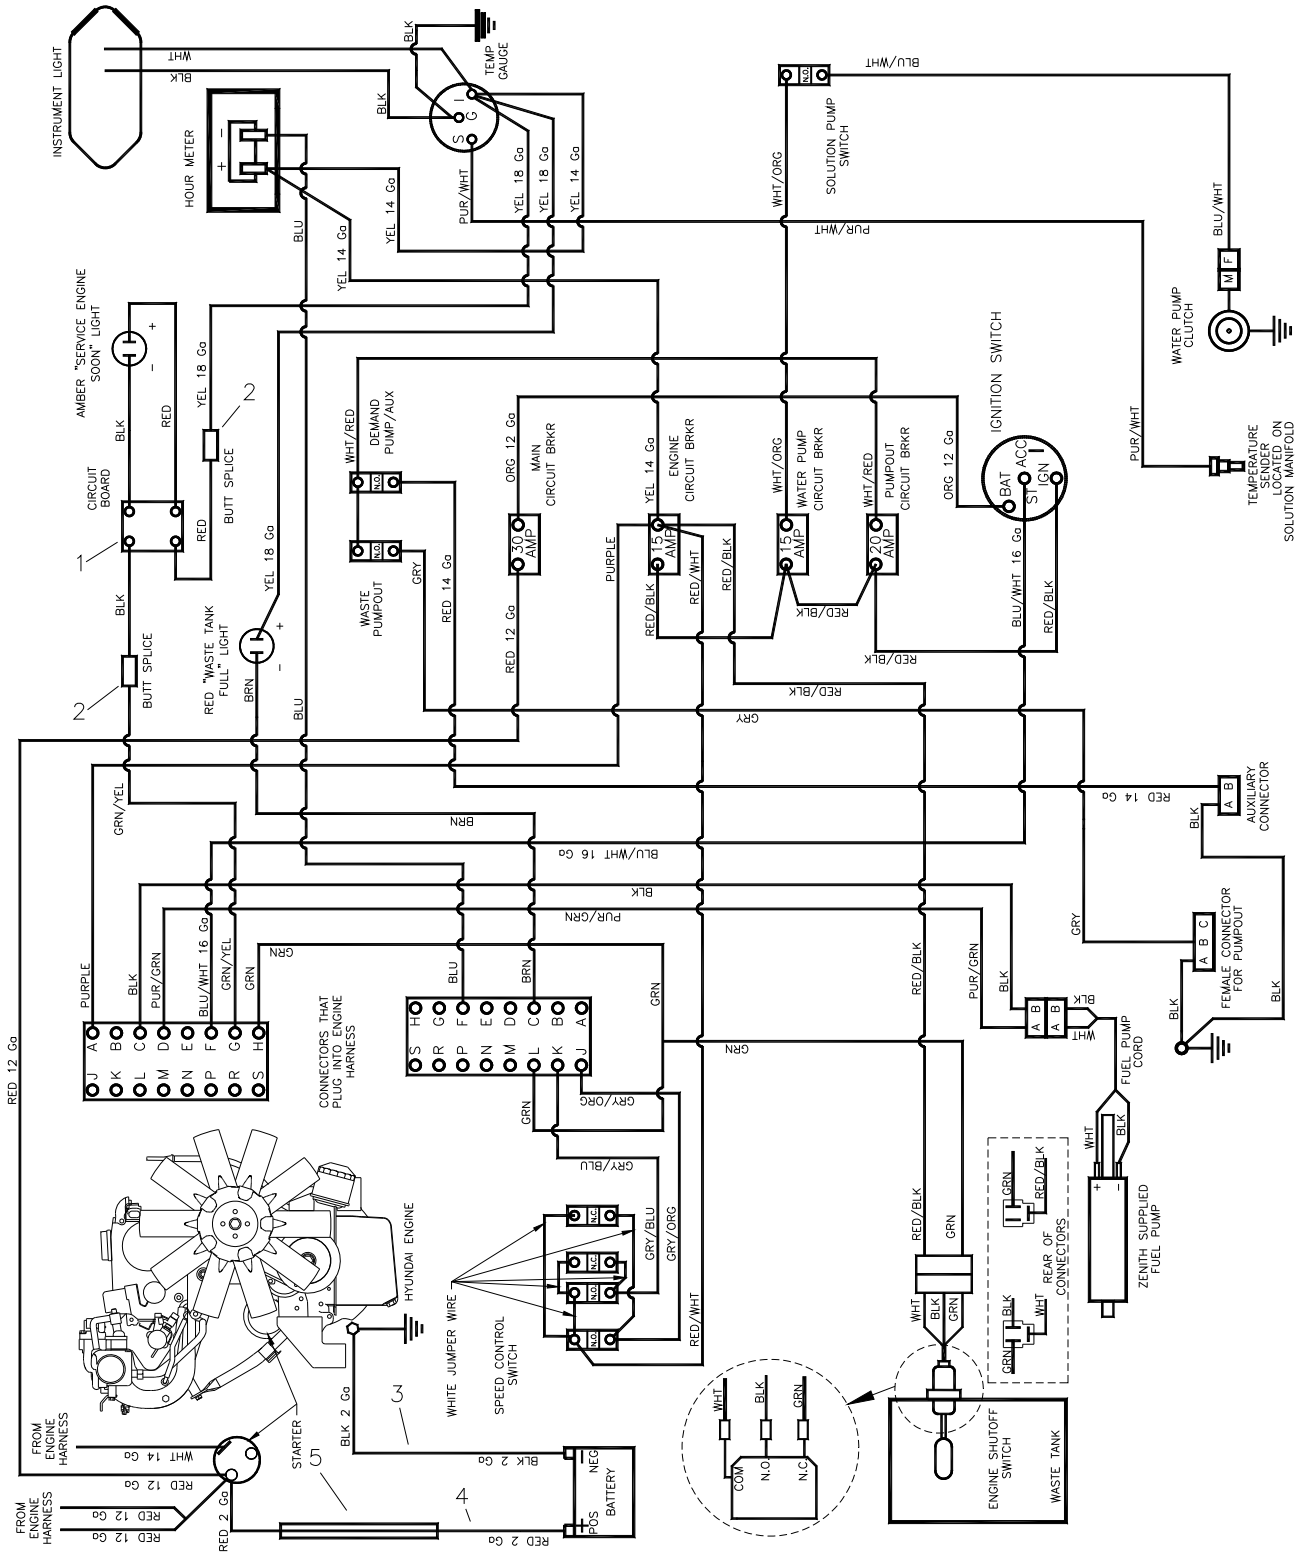 INSTRUMENT LIGHT
WHT
BLK
BLK
BLK
TEMP
GAUGE
I
G
S
HOUR METER
+ -
BLU
YEL 14 Ga
YEL 14 Ga
PUR/WHT
YEL 18 Ga
YEL 18 Ga
YEL 14 Ga
WHT/ORG
N.O.
SOLUTION PUMP
SWITCH
BLU/WHT
BLU/WHT
PUR/WHT
M F
WATER PUMP
CLUTCH
AMBER "SERVICE ENGINE
SOON" LIGHT
+
-
BLK
RED
YEL 18 Ga
2
CIRCUIT
BOARD
BUTT SPLICE
RED
1
BLK
YEL 18 Ga
2
BUTT SPLICE
RED "WASTE TANK
FULL" LIGHT
+
-
BRN
BLU
WHT/RED
DEMAND
PUMP/AUX
N.O.
N.O.
WASTE
PUMPOUT
GRY
RED 14 Ga
ORG 12 Ga
MAIN
CIRCUIT BRKR
30
AMP
RED 12 Ga
PURPLE
YEL 14 Ga
ENGINE
CIRCUIT BRKR
15
AMP
RED/BLK
RED/WHT
RED/BLK
WHT/ORG
WATER PUMP
CIRCUIT BRKR
15
AMP
RED/BLK
WHT/RED
PUMPOUT
CIRCUIT BRKR
20
AMP
RED/BLK
ORG 12 Ga
IGNITION SWITCH
BAT
ACC
ST
I
IGN
BLU/WHT 16 Ga
RED/BLK
PUR/WHT
TEMPERATURE
SENDER
LOCATED ON
SOLUTION MANIFOLD
RED/BLK
GRY
GRN/YEL
BRN
BLU/WHT 16 Ga
BLK
PUR/GRN
RED 14 Ga
A B
AUXILIARY
CONNECTOR
BLK
GRY
A B C
FEMALE CONNECTOR
FOR PUMPOUT
BLK
BLK
PURPLE
BLK
PUR/GRN
BLU/WHT 16 Ga
GRN/YEL
GRN
GRN
RED 12 Ga
J A
K B
L C
M D
N E
P F
R G
S H
CONNECTORS THAT
PLUG INTO ENGINE
HARNESS
BLU
BRN
S H
R G
P F
N E
M D
L C
K B
J A
GRN
GRN
GRN
GRY/ORG
GRY/BLU
RED/BLK
PUR/GRN
BLK
A B
A B
WHT
BLK
FUEL PUMP
CORD
WHT
BLK
+
-
ZENITH SUPPLIED
FUEL PUMP
HYUNDAI ENGINE
WHITE JUMPER WIRE
SPEED CONTROL
SWITCH
N.C.
N.C.
N.O.
N.O.
GRY/BLU
GRY/ORG
RED/WHT
RED/BLK
GRN
WHT
BLK
GRN
GRN
RED/BLK
REAR OF
CONNECTORS
BLK
GRN
WHT
WHT
BLK
GRN
COM
N.O.
N.C.
ENGINE SHUTOFF
SWITCH
WASTE TANK
FROM
ENGINE
HARNESS
WHT 14 Ga
RED 12 Ga
FROM
ENGINE
HARNESS
RED 12 Ga
RED 12 Ga
RED 2 Ga
STARTER
5
BLK 2 Ga
3
BLK 2 Ga
4
RED 2 Ga
- NEG
+ POS
BATTERY